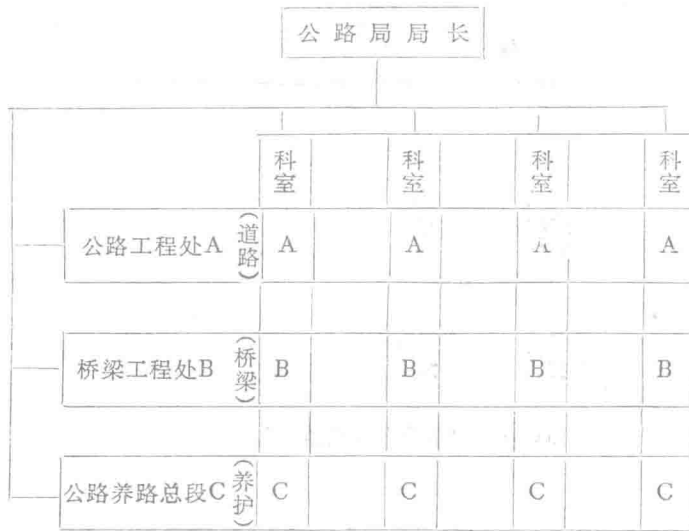 公路局局长
科室 科室 科室 科室
公路工程处A (道路) A A A A
桥梁工程处B (桥梁) B B B B
公路养路总段C (养护) C C C C